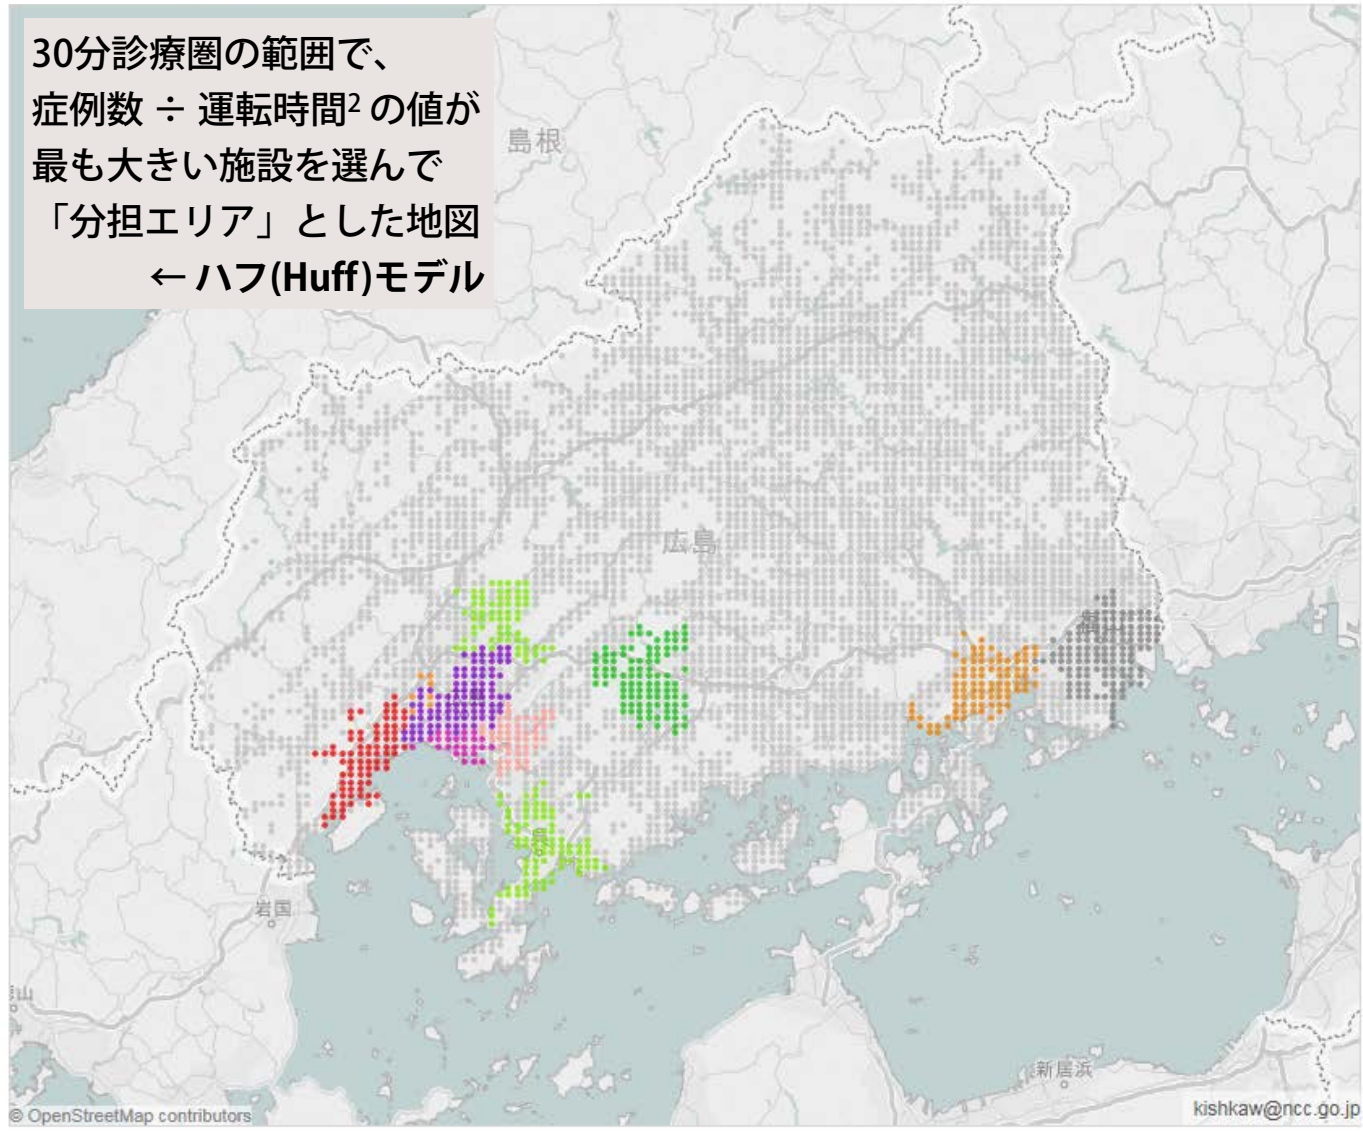 30分診療圏の範囲で、
症例数 ÷ 運転時間² の値が
最も大きい施設を選んで
「分担エリア」とした地図
← ハフ(Huff)モデル
島根
広島
呉
岩国
新居浜
© OpenStreetMap contributors
kishkaw@ncc.go.jp